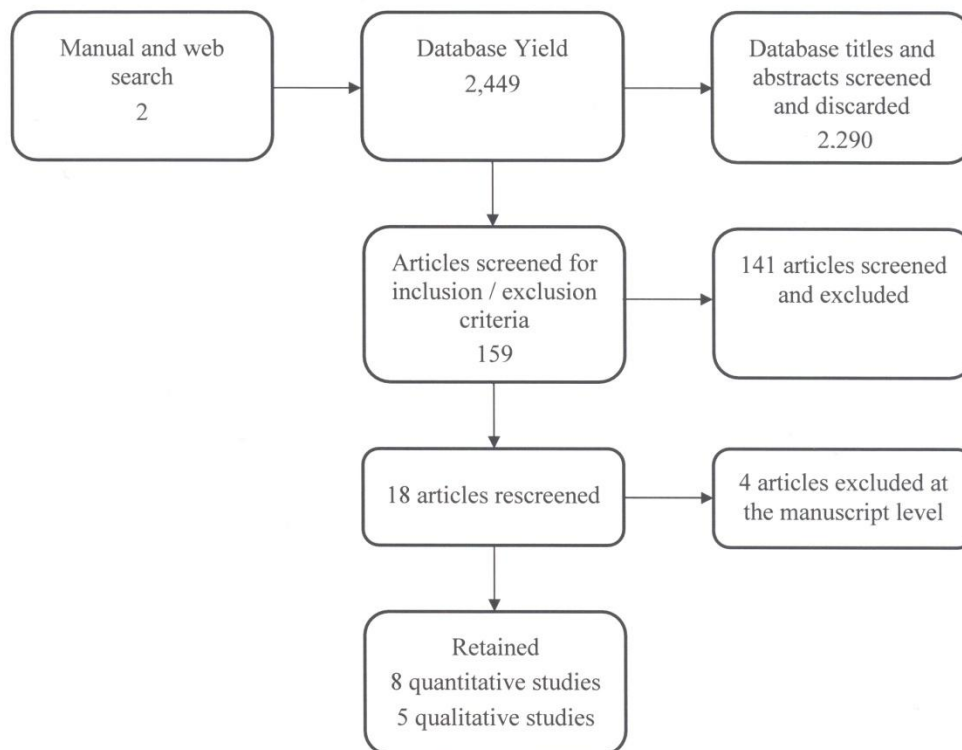 Manual and web
search
2
Database Yield
2,449
Database titles and
abstracts screened
and discarded
2.290
Articles screened for
inclusion / exclusion
criteria
159
141 articles screened
and excluded
18 articles rescreened
4 articles excluded at
the manuscript level
Retained
8 quantitative studies
5 qualitative studies